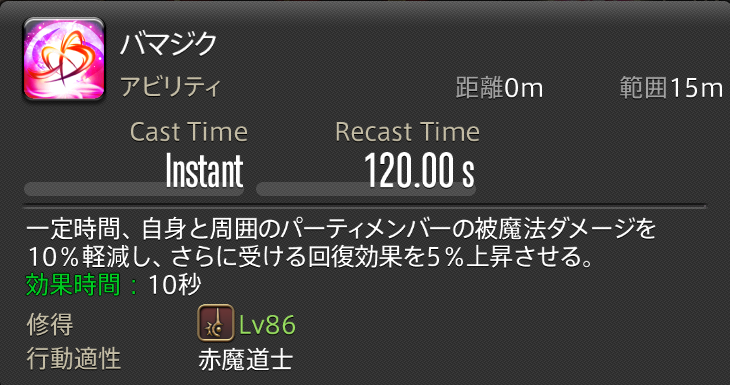 バマジク
アビリティ 距離0m 範囲15m
Cast Time Recast Time
Instant 120.00 s
一定時間、自身と周囲のパーティメンバーの被魔法ダメージを
10％軽減し、さらに受ける回復効果を5％上昇させる。
効果時間：10秒
修得 Lv86
行動適性 赤魔道士